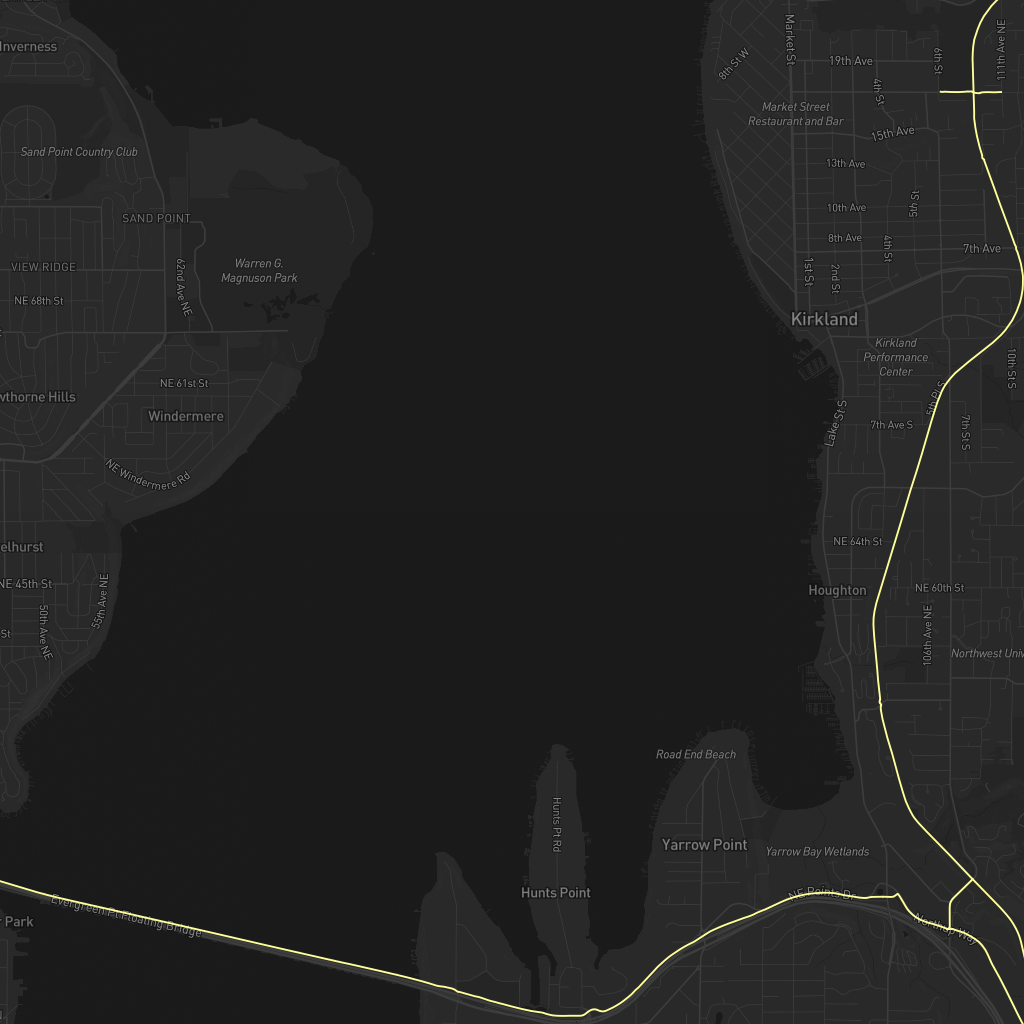 Inverness
Market St
6th St
111th Ave NE
8th St W
19th Ave
4th St
Market Street
Restaurant and Bar
15th Ave
Sand Point Country Club
13th Ave
5th St
10th Ave
SAND POINT
8th Ave
4th St
7th Ave
VIEW RIDGE
62nd Ave NE
Warren G.
Magnuson Park
1st St
2nd St
NE 68th St
Kirkland
Kirkland
Performance
Center
10th St S
NE 61st St
wthorne Hills
5th Pl S
Windermere
Lake St S
7th Ave S
7th St S
NE Windermere Rd
elhurst
NE 64th St
NE 45th St
55th Ave NE
Houghton
NE 60th St
50th Ave NE
St
106th Ave NE
Northwest Univ
Road End Beach
Hunts Pt Rd
Yarrow Point
Yarrow Bay Wetlands
Hunts Point
NE Points Dr
Evergreen Pt Floating Bridge
Park
Northup Way